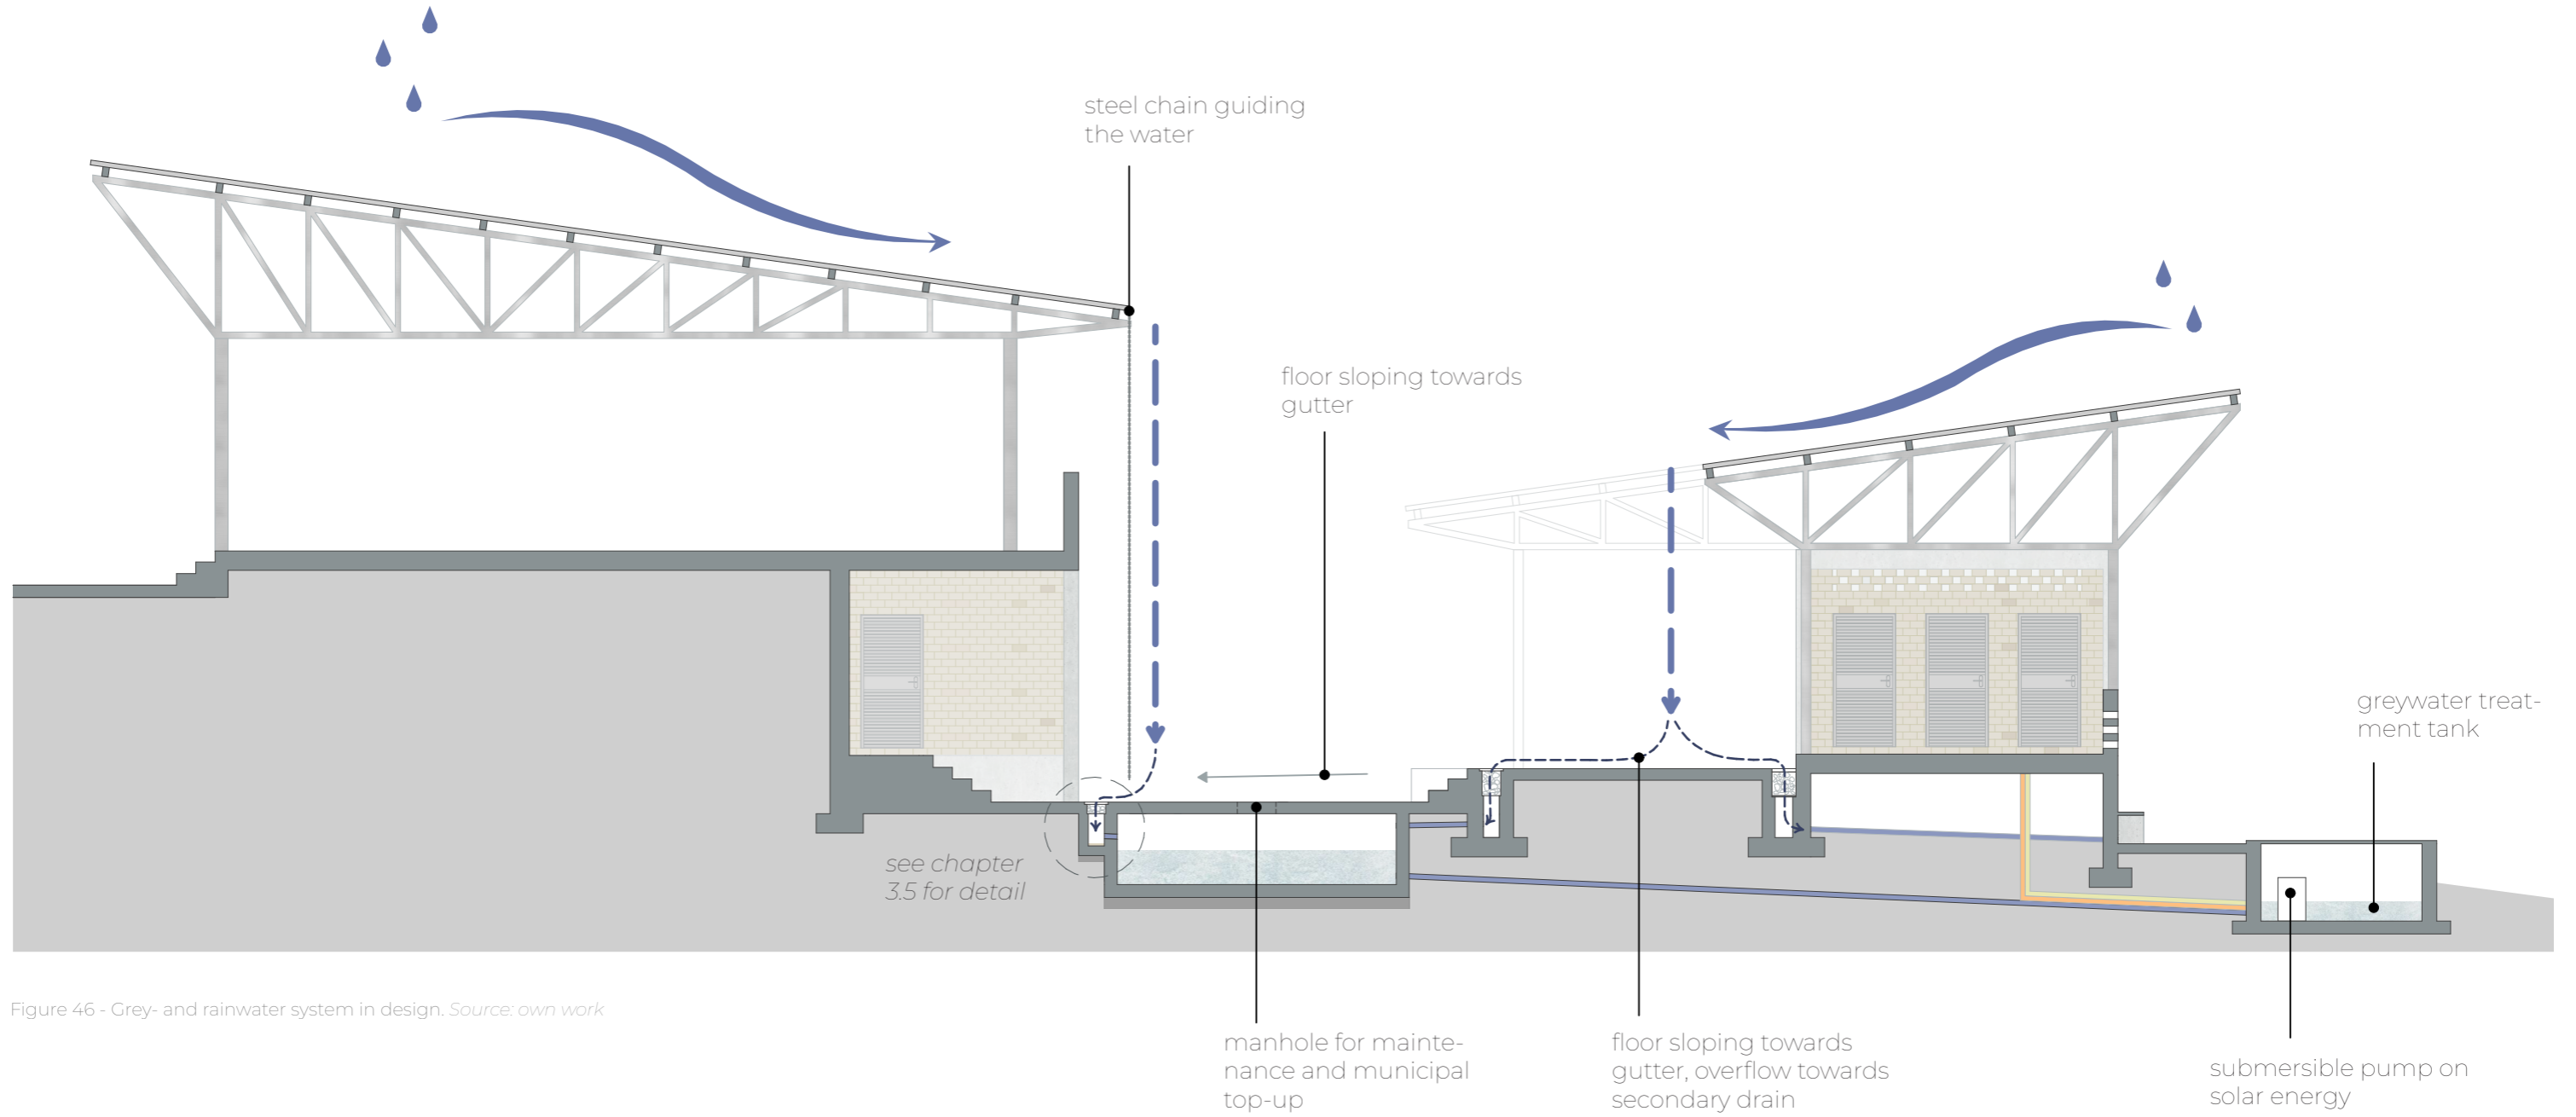 steel chain guiding
the water
floor sloping towards
gutter
greywater treat-
ment tank
see chapter
3.5 for detail
Figure 46 - Grey- and rainwater system in design. Source: own work
manhole for mainte-
nance and municipal
top-up
floor sloping towards
gutter, overflow towards
secondary drain
submersible pump on
solar energy